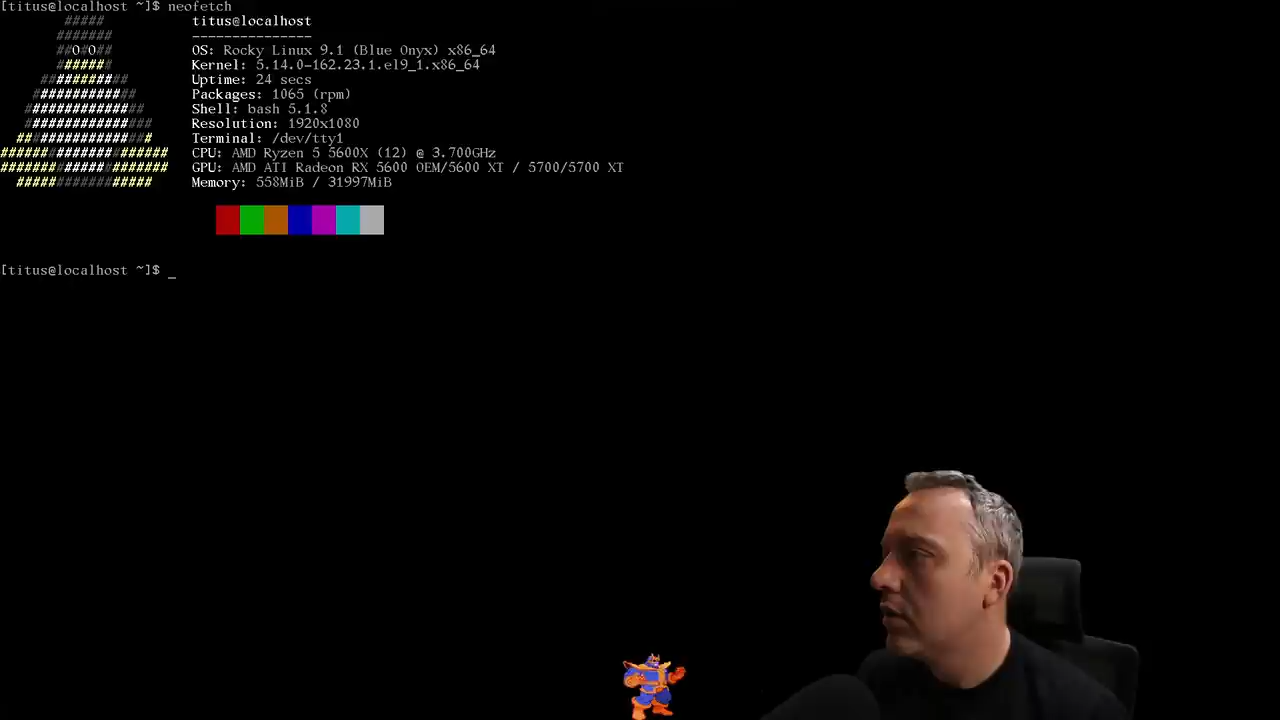 [titus@localhost ~]$ neofetch
#####
#######
##O#O##
#######
###########
#############
###############
################
####################
#####################
#####################
#################
titus@localhost
---------------
OS: Rocky Linux 9.1 (Blue Onyx) x86_64
Kernel: 5.14.0-162.23.1.el9_1.x86_64
Uptime: 24 secs
Packages: 1065 (rpm)
Shell: bash 5.1.8
Resolution: 1920x1080
Terminal: /dev/tty1
CPU: AMD Ryzen 5 5600X (12) @ 3.700GHz
GPU: AMD ATI Radeon RX 5600 OEM/5600 XT / 5700/5700 XT
Memory: 558MiB / 31997MiB
[titus@localhost ~]$ _